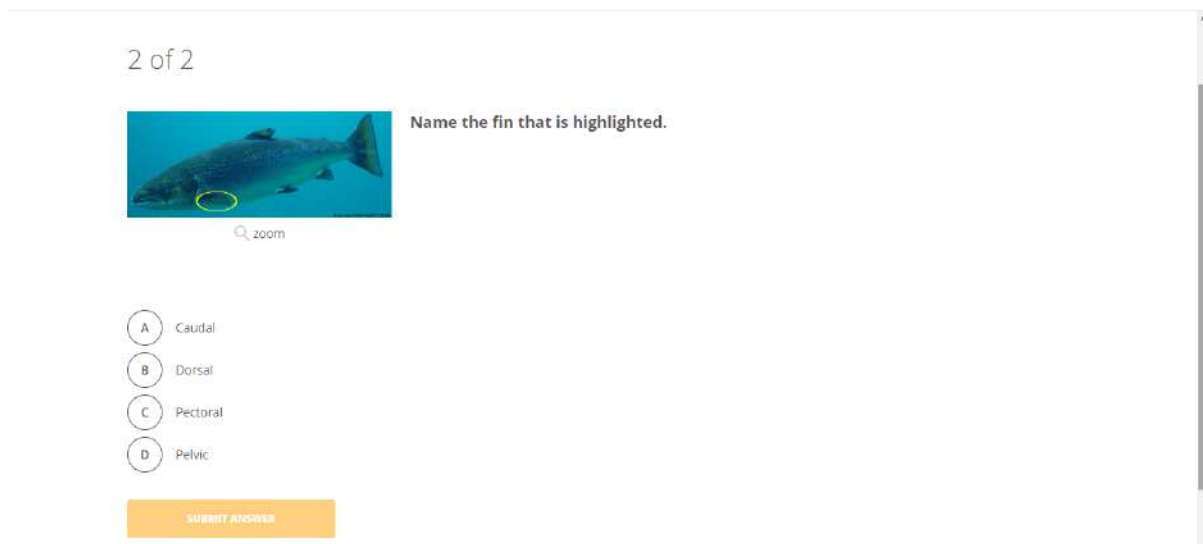 2 of 2
Name the fin that is highlighted.
zoom
A Caudal
B Dorsal
C Pectoral
D Pelvic
SUBMIT ANSWER